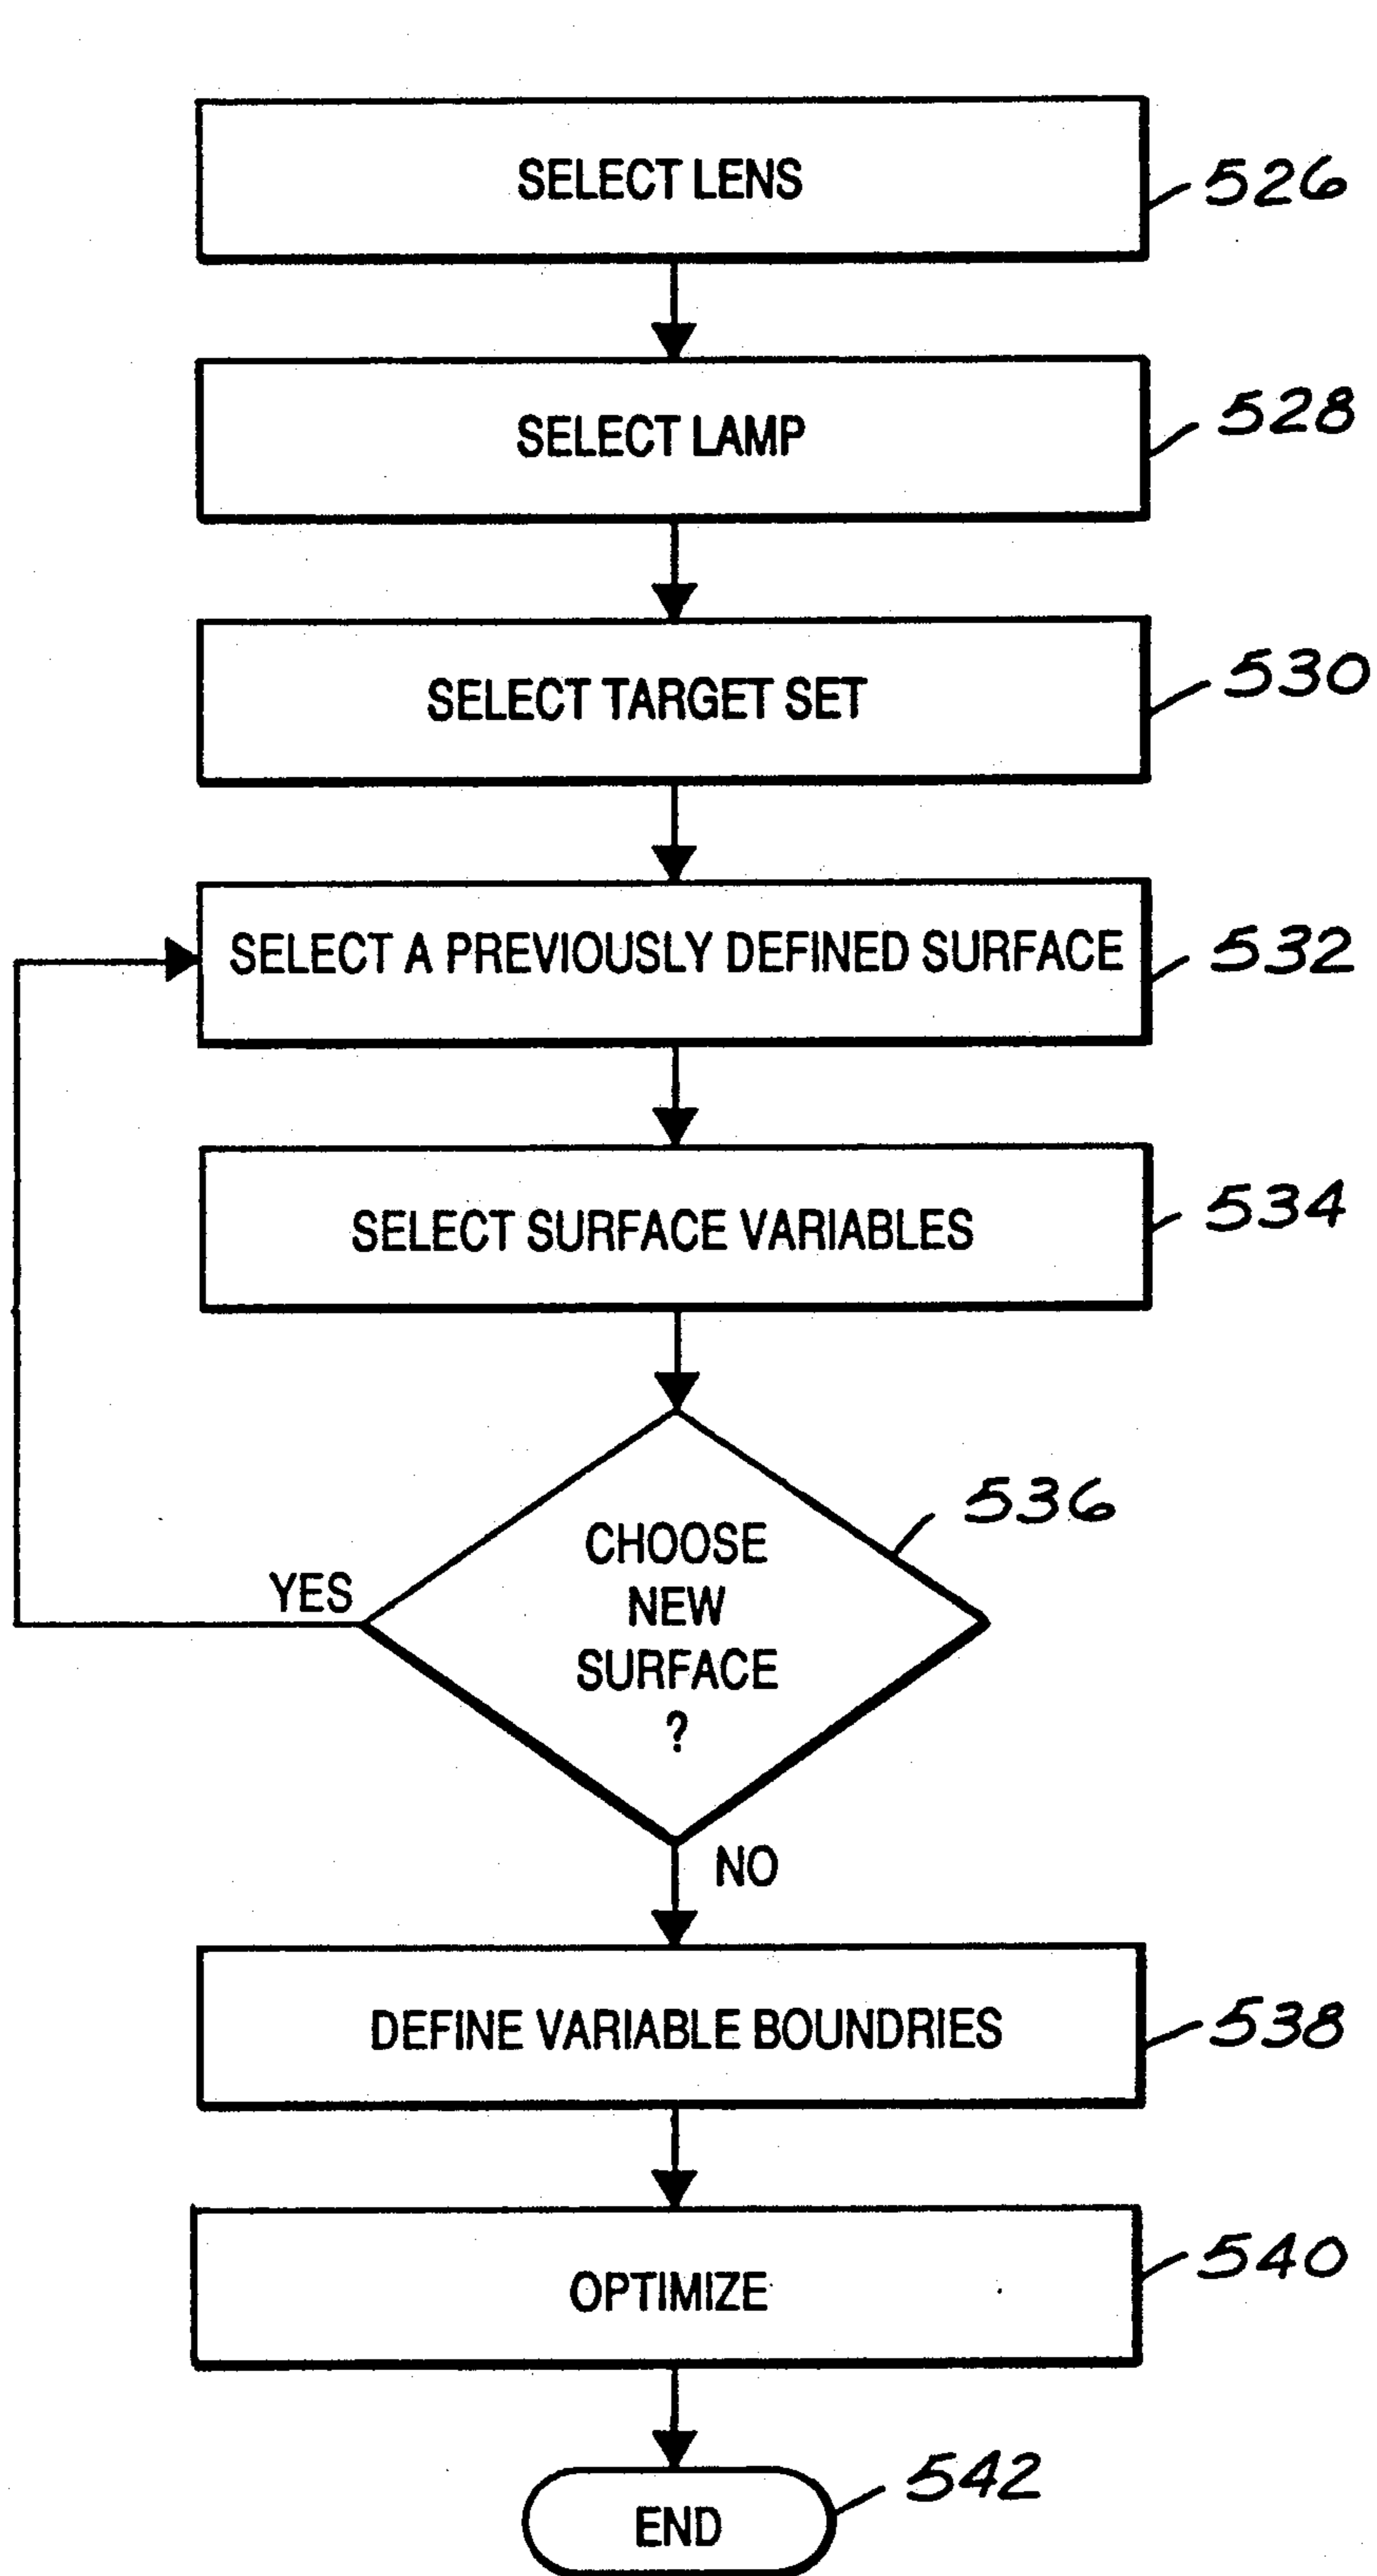 SELECT LENS
526
SELECT LAMP
528
SELECT TARGET SET
530
SELECT A PREVIOUSLY DEFINED SURFACE
532
SELECT SURFACE VARIABLES
534
CHOOSE
NEW
SURFACE
?
536
YES
NO
DEFINE VARIABLE BOUNDRIES
538
OPTIMIZE
540
END
542